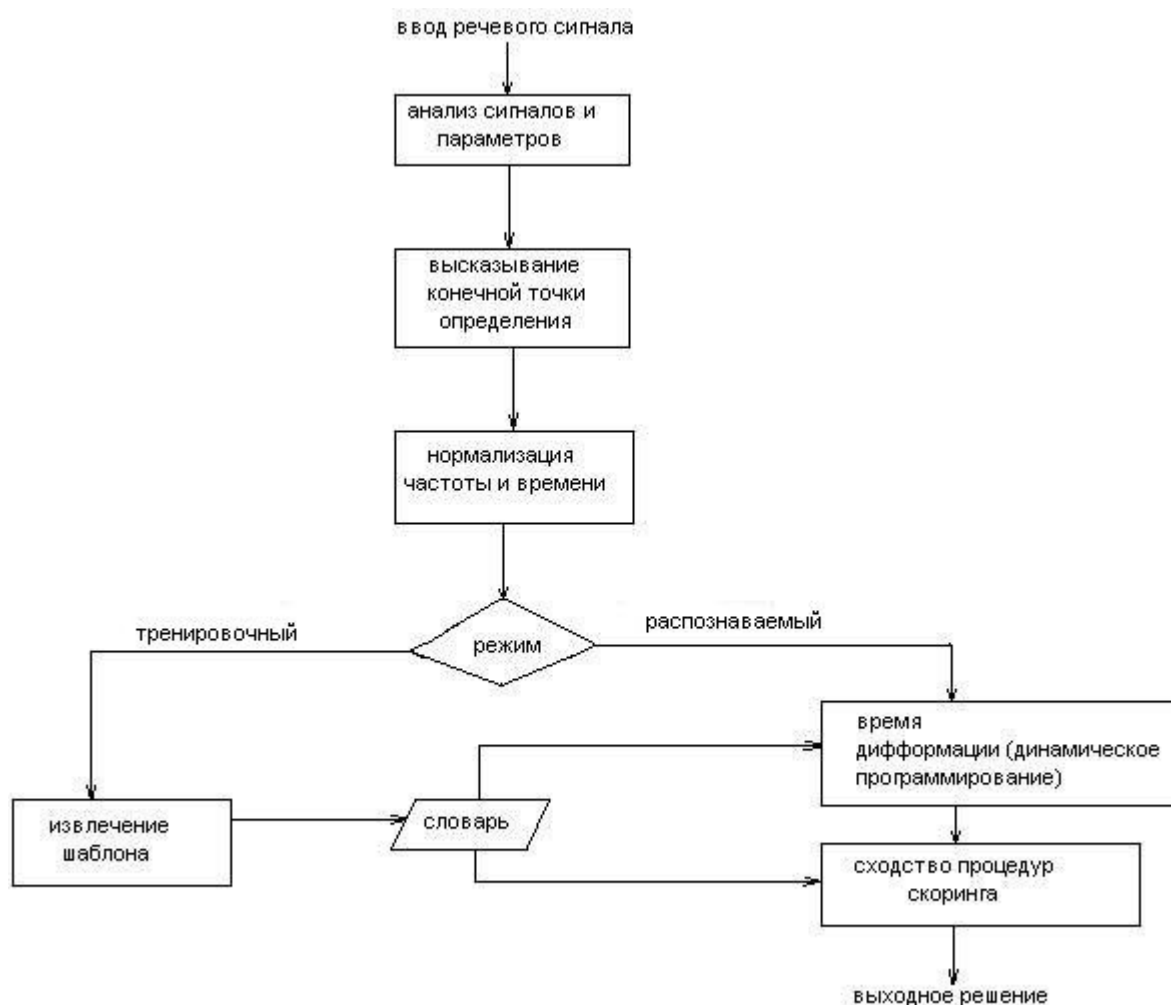 ввод речевого сигнала
анализ сигналов и
параметров
высказывание
конечной точки
определения
нормализация
частоты и времени
тренировочный
распознаваемый
режим
время
дифформации (динамическое
программирование)
извлечение
шаблона
словарь
сходство процедур
скоринга
выходное решение